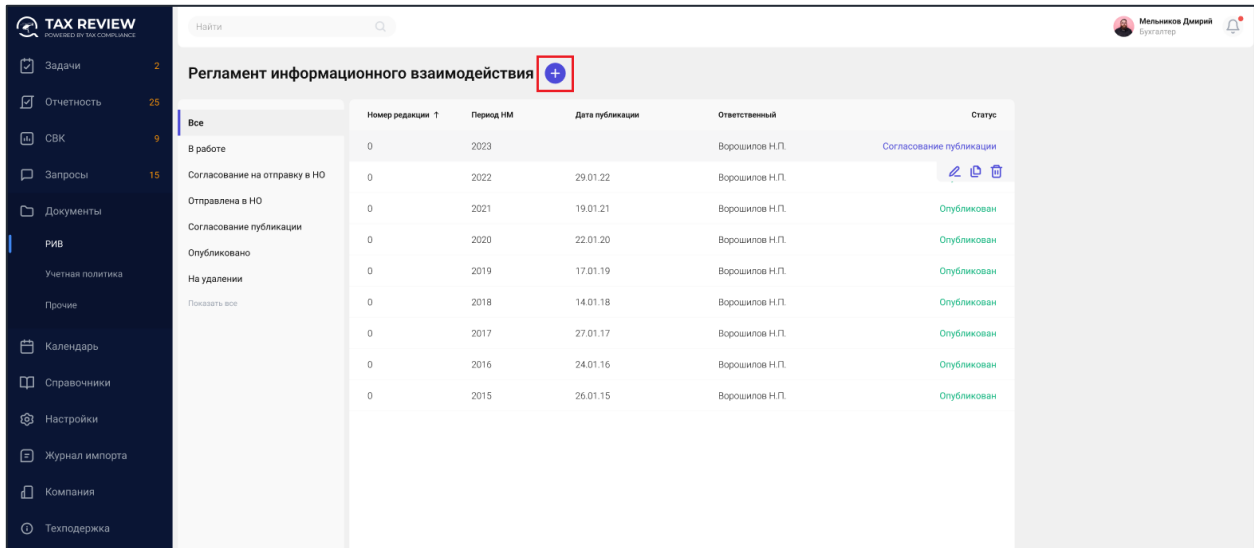 TAX REVIEW
POWERED BY TAX COMPLIANCE
Найти
Мельников Дмирий
Бухгалтер
Задачи 2
Отчетность 25
СВК 9
Запросы 15
Документы
РИВ
Учетная политика
Прочие
Календарь
Справочники
Настройки
Журнал импорта
Компания
Техподержка
Регламент информационного взаимодействия
Все
В работе
Согласование на отправку в НО
Отправлена в НО
Согласование публикации
Опубликовано
На удалении
Показать все
Номер редакции ↑ Период НМ Дата публикации Ответственный Статус
0 2023 Ворошилов Н.П. Согласование публикации
0 2022 29.01.22 Ворошилов Н.П.
0 2021 19.01.21 Ворошилов Н.П. Опубликован
0 2020 22.01.20 Ворошилов Н.П. Опубликован
0 2019 17.01.19 Ворошилов Н.П. Опубликован
0 2018 14.01.18 Ворошилов Н.П. Опубликован
0 2017 27.01.17 Ворошилов Н.П. Опубликован
0 2016 24.01.16 Ворошилов Н.П. Опубликован
0 2015 26.01.15 Ворошилов Н.П. Опубликован